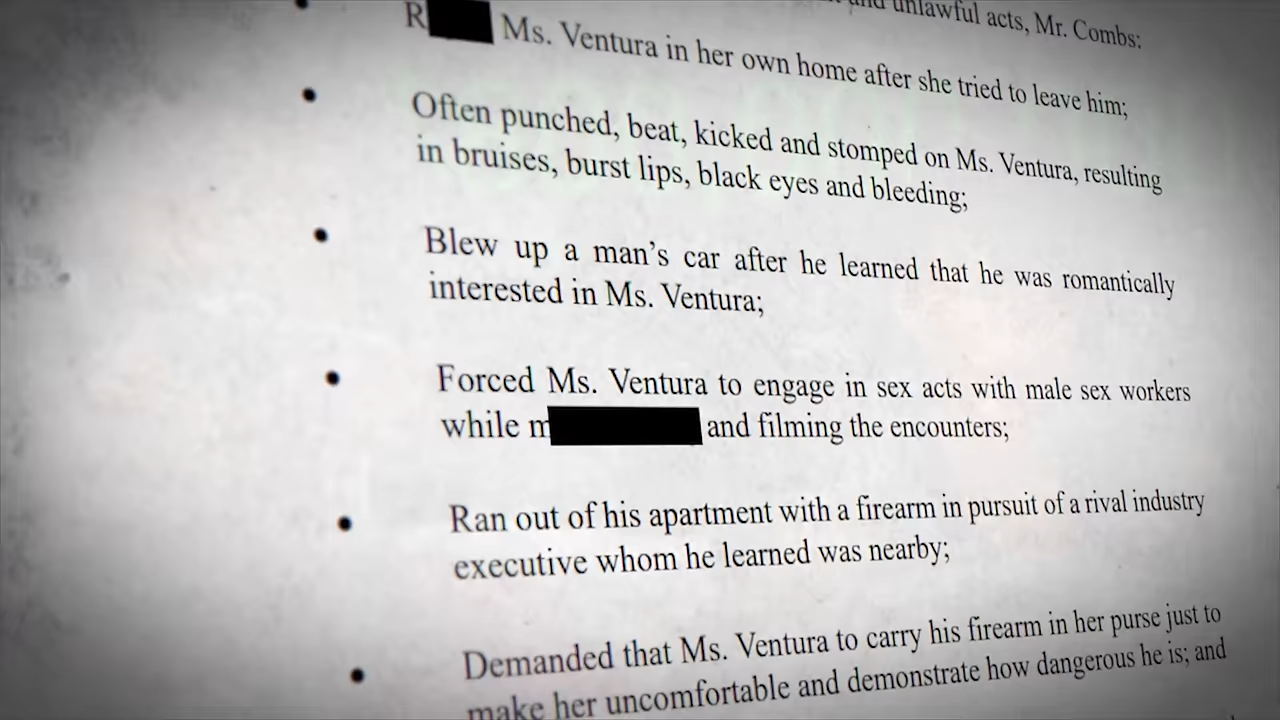 and unlawful acts, Mr. Combs:
R Ms. Ventura in her own home after she tried to leave him;
Often punched, beat, kicked and stomped on Ms. Ventura, resulting
in bruises, burst lips, black eyes and bleeding;
Blew up a man’s car after he learned that he was romantically
interested in Ms. Ventura;
Forced Ms. Ventura to engage in sex acts with male sex workers
while m and filming the encounters;
Ran out of his apartment with a firearm in pursuit of a rival industry
executive whom he learned was nearby;
Demanded that Ms. Ventura to carry his firearm in her purse just to
make her uncomfortable and demonstrate how dangerous he is; and